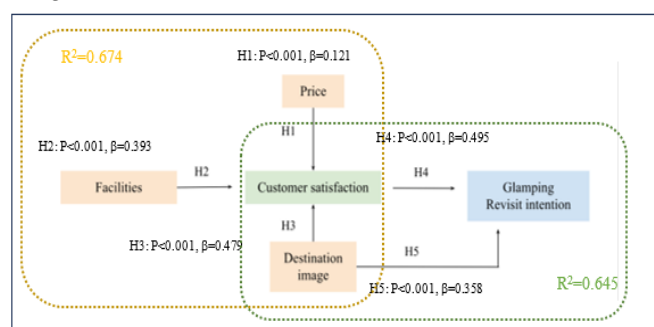 R²=0.674
H1: P<0.001, β=0.121
Price
H1
H2: P<0.001, β=0.393
H4: P<0.001, β=0.495
Facilities
H2
Customer satisfaction
H4
Glamping
Revisit intention
H3
H3: P<0.001, β=0.479
Destination
image
H5
H5: P<0.001, β=0.358
R²=0.645